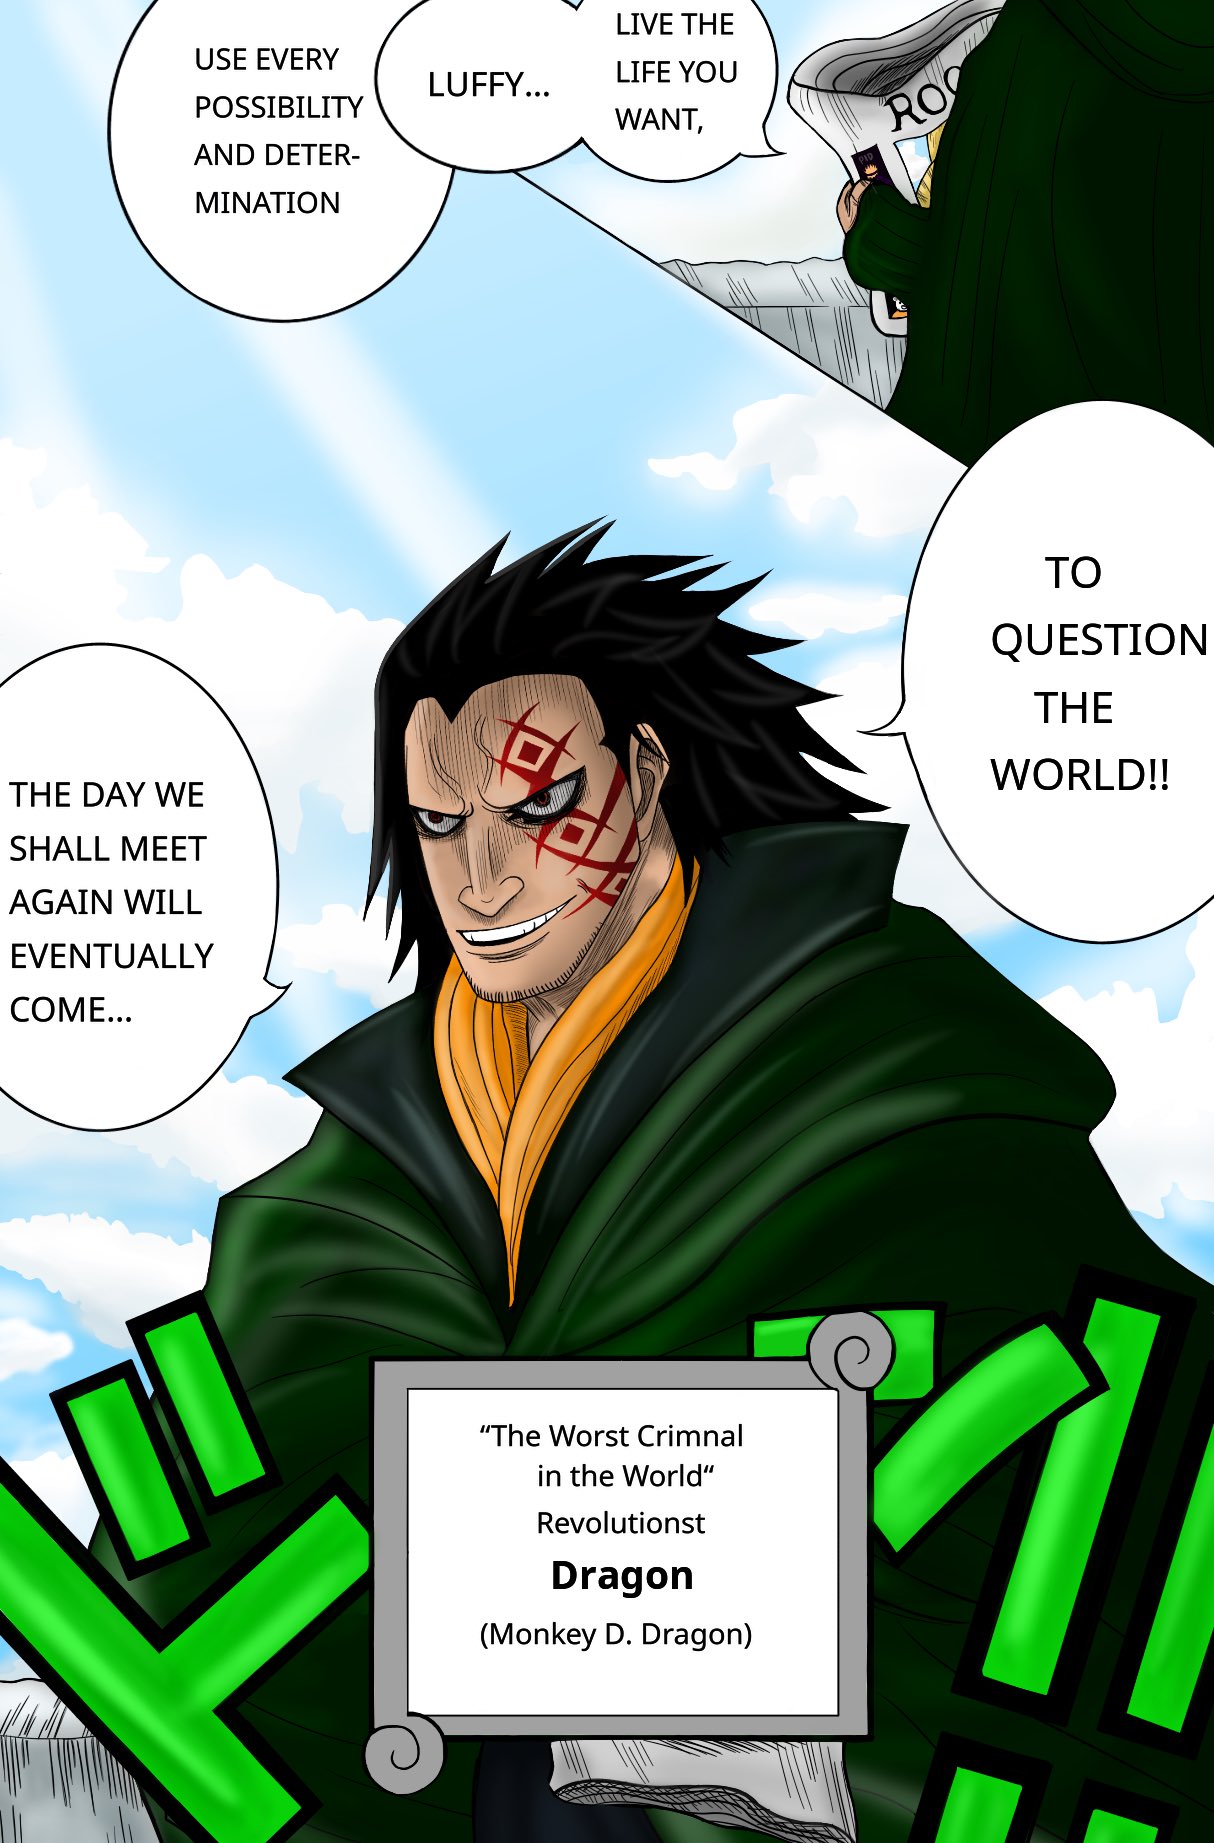 LIVE THE
LIFE YOU
WANT,
LUFFY...
USE EVERY
POSSIBILITY
AND DETER-
MINATION
TO
QUESTION
THE
WORLD!!
THE DAY WE
SHALL MEET
AGAIN WILL
EVENTUALLY
COME...
“The Worst Crimnal
in the World“
Revolutionst
Dragon
(Monkey D. Dragon)